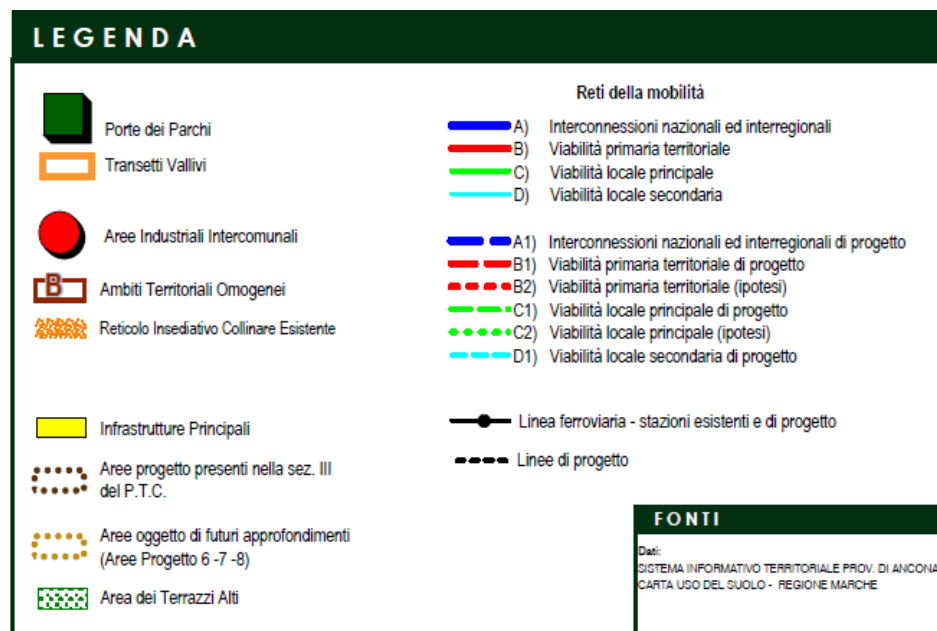 LEGENDA
Porte dei Parchi
Transetti Vallivi
Aree Industriali Intercomunali
B
Ambiti Territoriali Omogenei
Reticolo Insediativo Collinare Esistente
Infrastrutture Principali
Aree progetto presenti nella sez. III
del P.T.C.
Aree oggetto di futuri approfondimenti
(Aree Progetto 6 -7 -8)
Area dei Terrazzi Alti
Reti della mobilità
A) Interconnessioni nazionali ed interregionali
B) Viabilità primaria territoriale
C) Viabilità locale principale
D) Viabilità locale secondaria
A1) Interconnessioni nazionali ed interregionali di progetto
B1) Viabilità primaria territoriale di progetto
B2) Viabilità primaria territoriale (ipotesi)
C1) Viabilità locale principale di progetto
C2) Viabilità locale principale (ipotesi)
D1) Viabilità locale secondaria di progetto
Linea ferroviaria - stazioni esistenti e di progetto
Linee di progetto
FONTI
Dati:
SISTEMA INFORMATIVO TERRITORIALE PROV. DI ANCONA
CARTA USO DEL SUOLO - REGIONE MARCHE